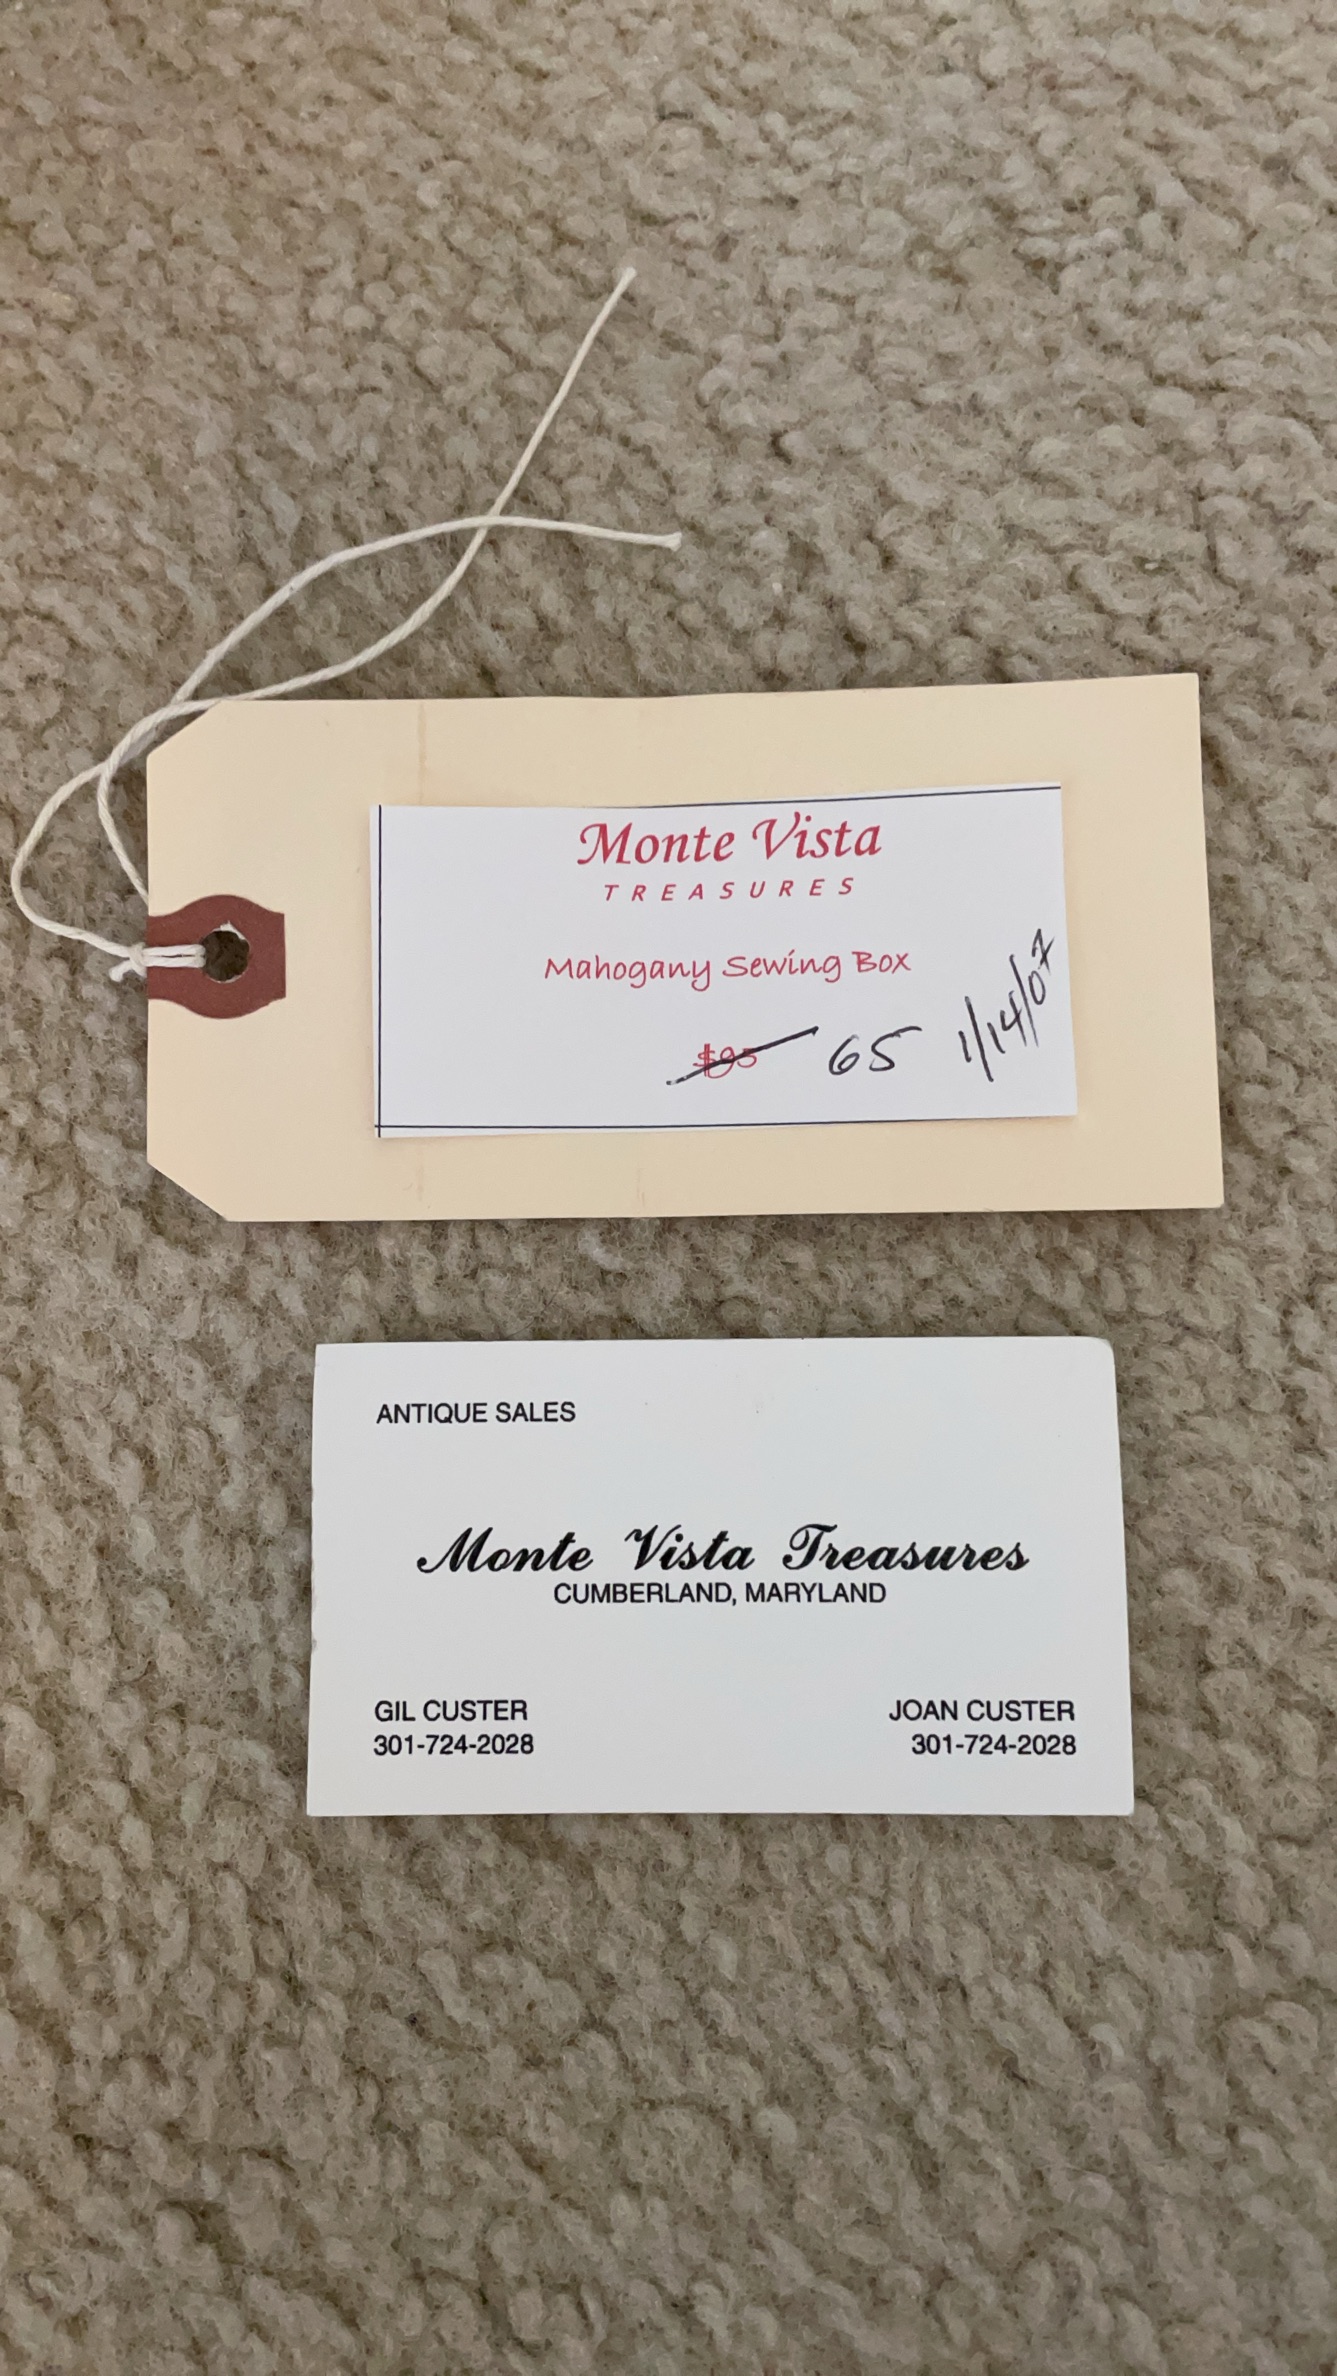 Monte Vista
TREASURES
Mahogany Sewing Box
$95 65 1/14/07
ANTIQUE SALES
Monte Vista Treasures
CUMBERLAND, MARYLAND
GIL CUSTER JOAN CUSTER
301-724-2028 301-724-2028